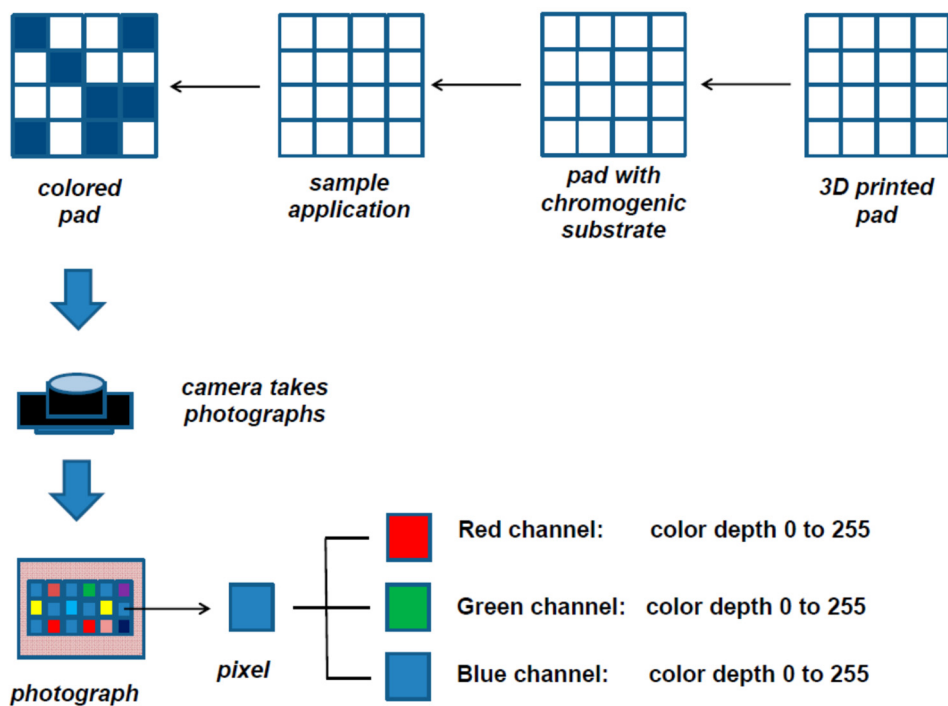 colored
pad
sample
application
pad with
chromogenic
substrate
3D printed
pad
camera takes
photographs
Red channel: color depth 0 to 255
Green channel: color depth 0 to 255
Blue channel: color depth 0 to 255
pixel
photograph